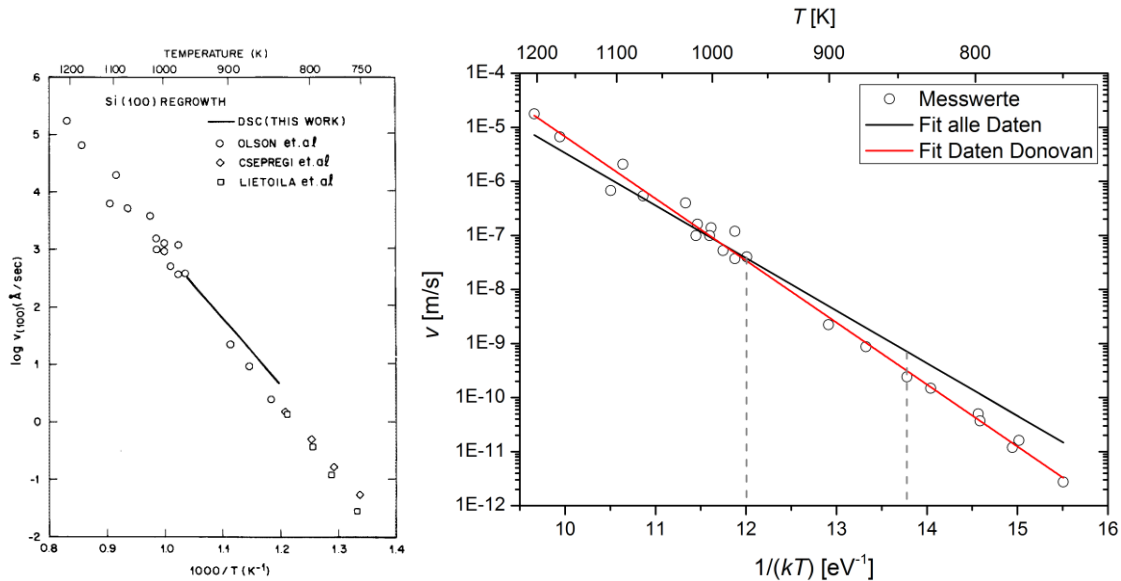 TEMPERATURE (K)
1200 1100 1000 900 800 750
Si (100) REGROWTH
DSC (THIS WORK)
OLSON et.al
CSEPREGI et.al
LIETOILA et.al
log v(100) (Å/sec)
6
5
4
3
2
1
0
-1
-2
0.8 0.9 1.0 1.1 1.2 1.3 1.4
1000/T (K⁻¹)
T [K]
1200 1100 1000 900 800
Messwerte
Fit alle Daten
Fit Daten Donovan
v [m/s]
1E-4
1E-5
1E-6
1E-7
1E-8
1E-9
1E-10
1E-11
1E-12
10 11 12 13 14 15 16
1/(kT) [eV⁻¹]